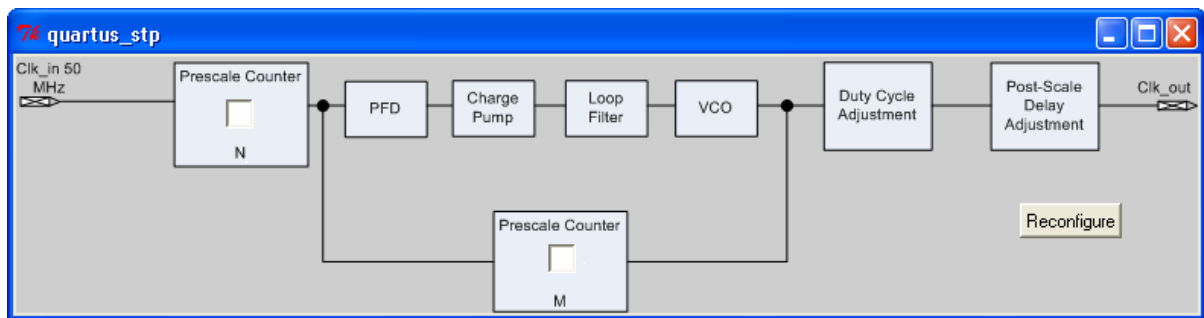 quartus_stp
Clk_in 50
MHz
Prescale Counter
N
PFD
Charge
Pump
Loop
Filter
VCO
Duty Cycle
Adjustment
Post-Scale
Delay
Adjustment
Clk_out
Prescale Counter
M
Reconfigure